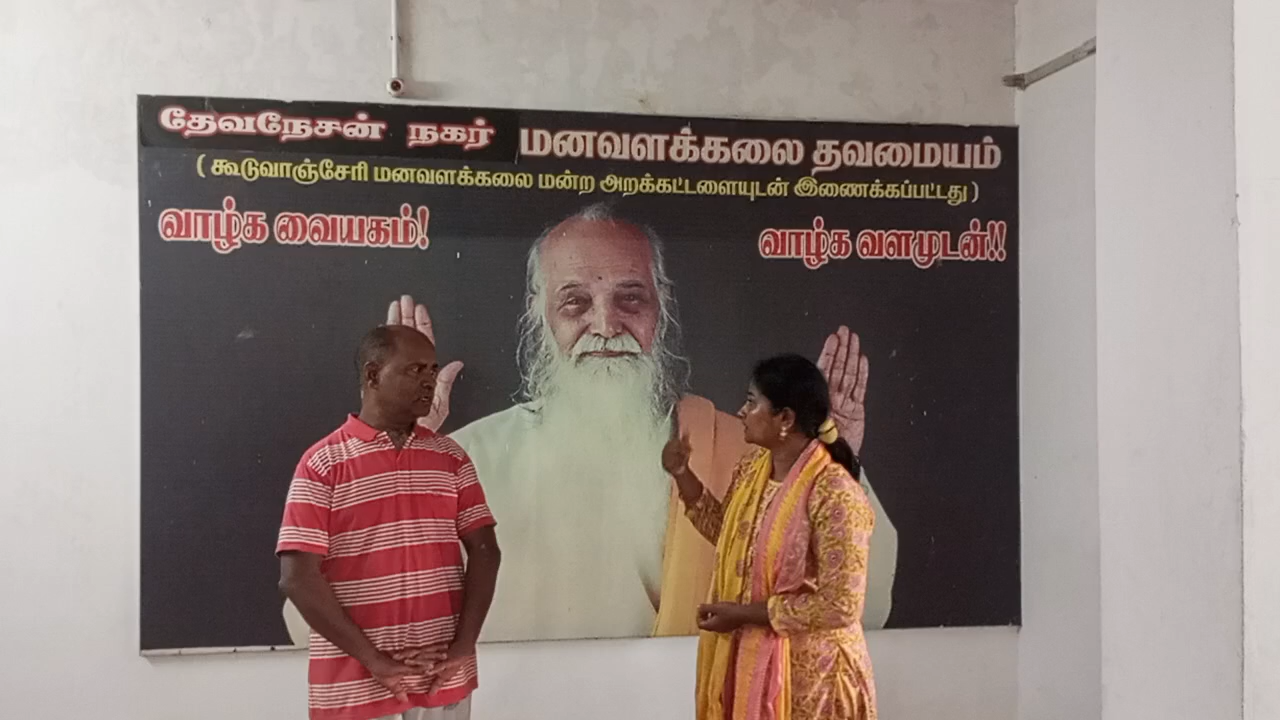 தேவநேசன் நகர் மனவளக்கலை தவமையம்
( கூடுவாஞ்சேரி மனவளக்கலை மன்ற அறக்கட்டளையுடன் இணைக்கப்பட்டது )
வாழ்க வையகம்! வாழ்க வளமுடன்!!